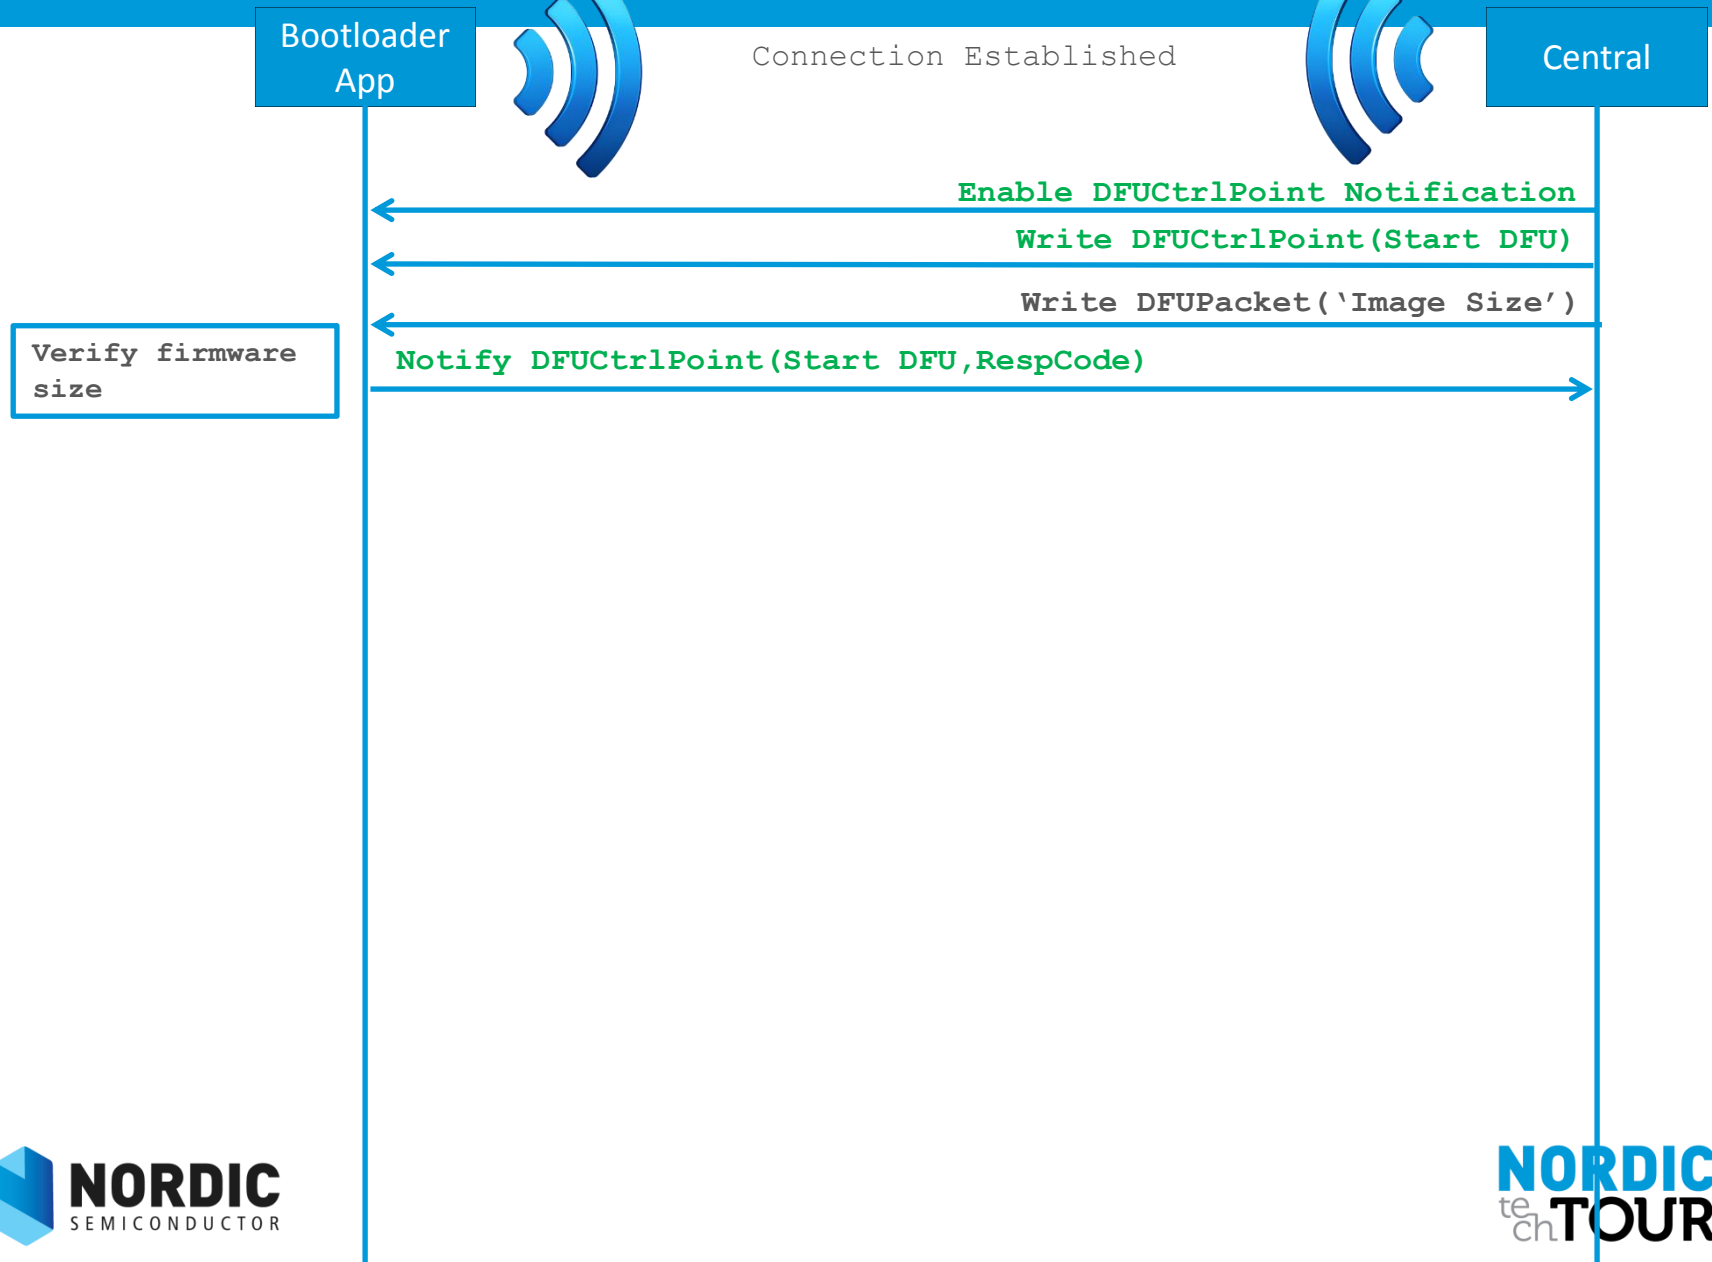 Bootloader
App
Connection Established
Central
Enable DFUCtrlPoint Notification
Write DFUCtrlPoint(Start DFU)
Write DFUPacket(‘Image Size’)
Verify firmware
size
Notify DFUCtrlPoint(Start DFU,RespCode)
NORDIC
SEMICONDUCTOR
NORDIC
tech TOUR